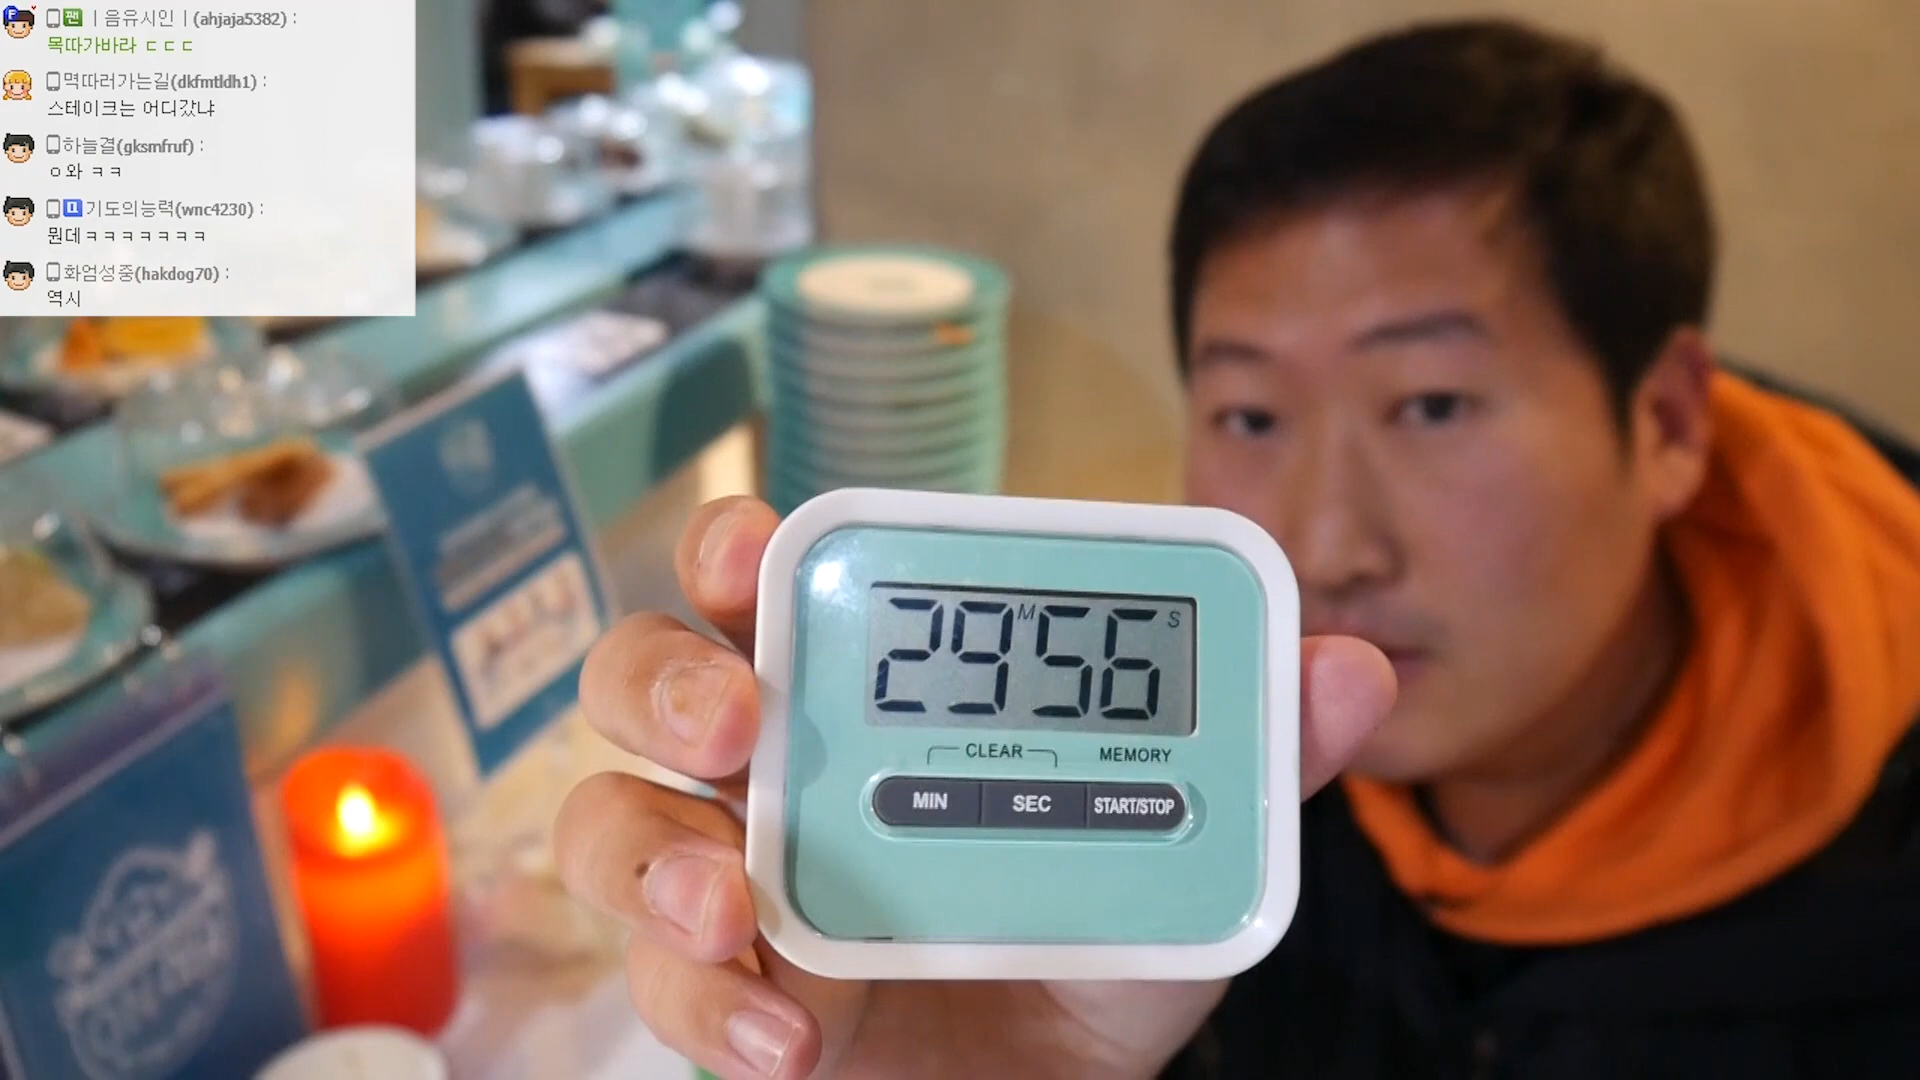 팬 ㅣ음유시인ㅣ(ahjaja5382) :
목따가바라 ㄷㄷㄷ
멱따러가는길(dkfmtldh1) :
스테이크는 어디갔냐
하늘결(gksmfruf) :
ㅇ와 ㅋㅋ
기도의능력(wnc4230) :
뭔데ㅋㅋㅋㅋㅋㅋㅋ
화엄성중(hakdog70) :
역시
29 M 56 S
CLEAR MEMORY
MIN SEC START/STOP